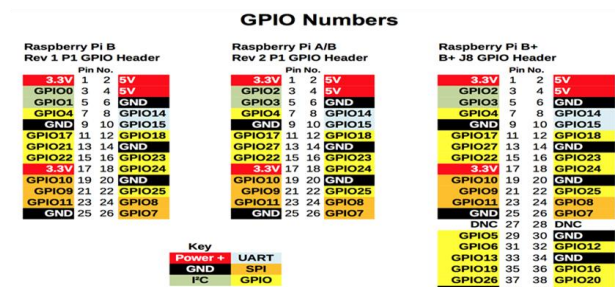 GPIO Numbers
Raspberry Pi B
Rev 1 P1 GPIO Header
Pin No.
3.3V 1 2 5V
GPIO0 3 4 5V
GPIO1 5 6 GND
GPIO4 7 8 GPIO14
GND 9 10 GPIO15
GPIO17 11 12 GPIO18
GPIO21 13 14 GND
GPIO22 15 16 GPIO23
3.3V 17 18 GPIO24
GPIO10 19 20 GND
GPIO9 21 22 GPIO25
GPIO11 23 24 GPIO8
GND 25 26 GPIO7
Raspberry Pi A/B
Rev 2 P1 GPIO Header
Pin No.
3.3V 1 2 5V
GPIO2 3 4 5V
GPIO3 5 6 GND
GPIO4 7 8 GPIO14
GND 9 10 GPIO15
GPIO17 11 12 GPIO18
GPIO27 13 14 GND
GPIO22 15 16 GPIO23
3.3V 17 18 GPIO24
GPIO10 19 20 GND
GPIO9 21 22 GPIO25
GPIO11 23 24 GPIO8
GND 25 26 GPIO7
Raspberry Pi B+
B+ J8 GPIO Header
Pin No.
3.3V 1 2 5V
GPIO2 3 4 5V
GPIO3 5 6 GND
GPIO4 7 8 GPIO14
GND 9 10 GPIO15
GPIO17 11 12 GPIO18
GPIO27 13 14 GND
GPIO22 15 16 GPIO23
3.3V 17 18 GPIO24
GPIO10 19 20 GND
GPIO9 21 22 GPIO25
GPIO11 23 24 GPIO8
GND 25 26 GPIO7
DNC 27 28 DNC
GPIO5 29 30 GND
GPIO6 31 32 GPIO12
GPIO13 33 34 GND
GPIO19 35 36 GPIO16
GPIO26 37 38 GPIO20
Key
Power + UART
GND SPI
I²C GPIO